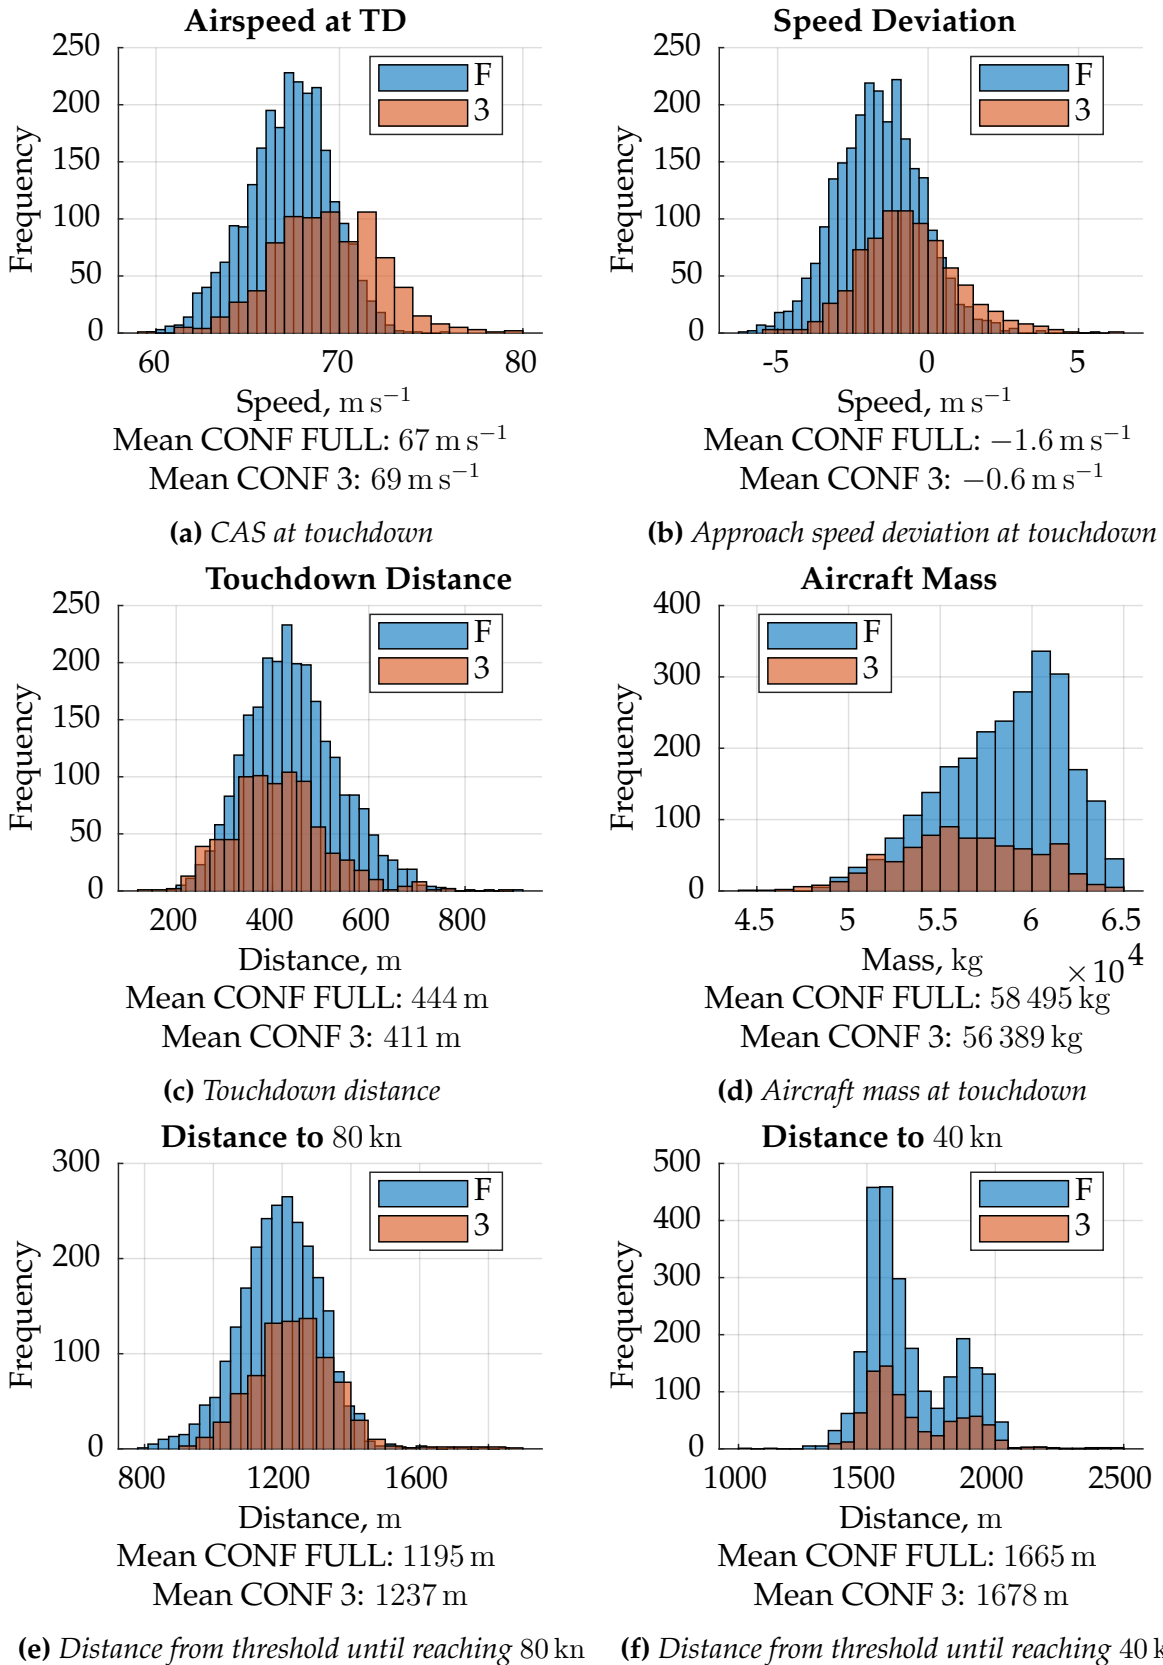 Airspeed at TD
250
200
150
100
50
0
Frequency
F
3
60
70
80
Speed, m s⁻¹
Mean CONF FULL: 67 m s⁻¹
Mean CONF 3: 69 m s⁻¹
(a) CAS at touchdown
Speed Deviation
250
200
150
100
50
0
Frequency
F
3
-5
0
5
Speed, m s⁻¹
Mean CONF FULL: −1.6 m s⁻¹
Mean CONF 3: −0.6 m s⁻¹
(b) Approach speed deviation at touchdown
Touchdown Distance
250
200
150
100
50
0
Frequency
F
3
200
400
600
800
Distance, m
Mean CONF FULL: 444 m
Mean CONF 3: 411 m
(c) Touchdown distance
Aircraft Mass
400
300
200
100
0
Frequency
F
3
4.5
5
5.5
6
6.5
Mass, kg
×10⁴
Mean CONF FULL: 58 495 kg
Mean CONF 3: 56 389 kg
(d) Aircraft mass at touchdown
Distance to 80 kn
300
200
100
0
Frequency
F
3
800
1200
1600
Distance, m
Mean CONF FULL: 1195 m
Mean CONF 3: 1237 m
(e) Distance from threshold until reaching 80 kn
Distance to 40 kn
500
400
300
200
100
0
Frequency
F
3
1000
1500
2000
2500
Distance, m
Mean CONF FULL: 1665 m
Mean CONF 3: 1678 m
(f) Distance from threshold until reaching 40